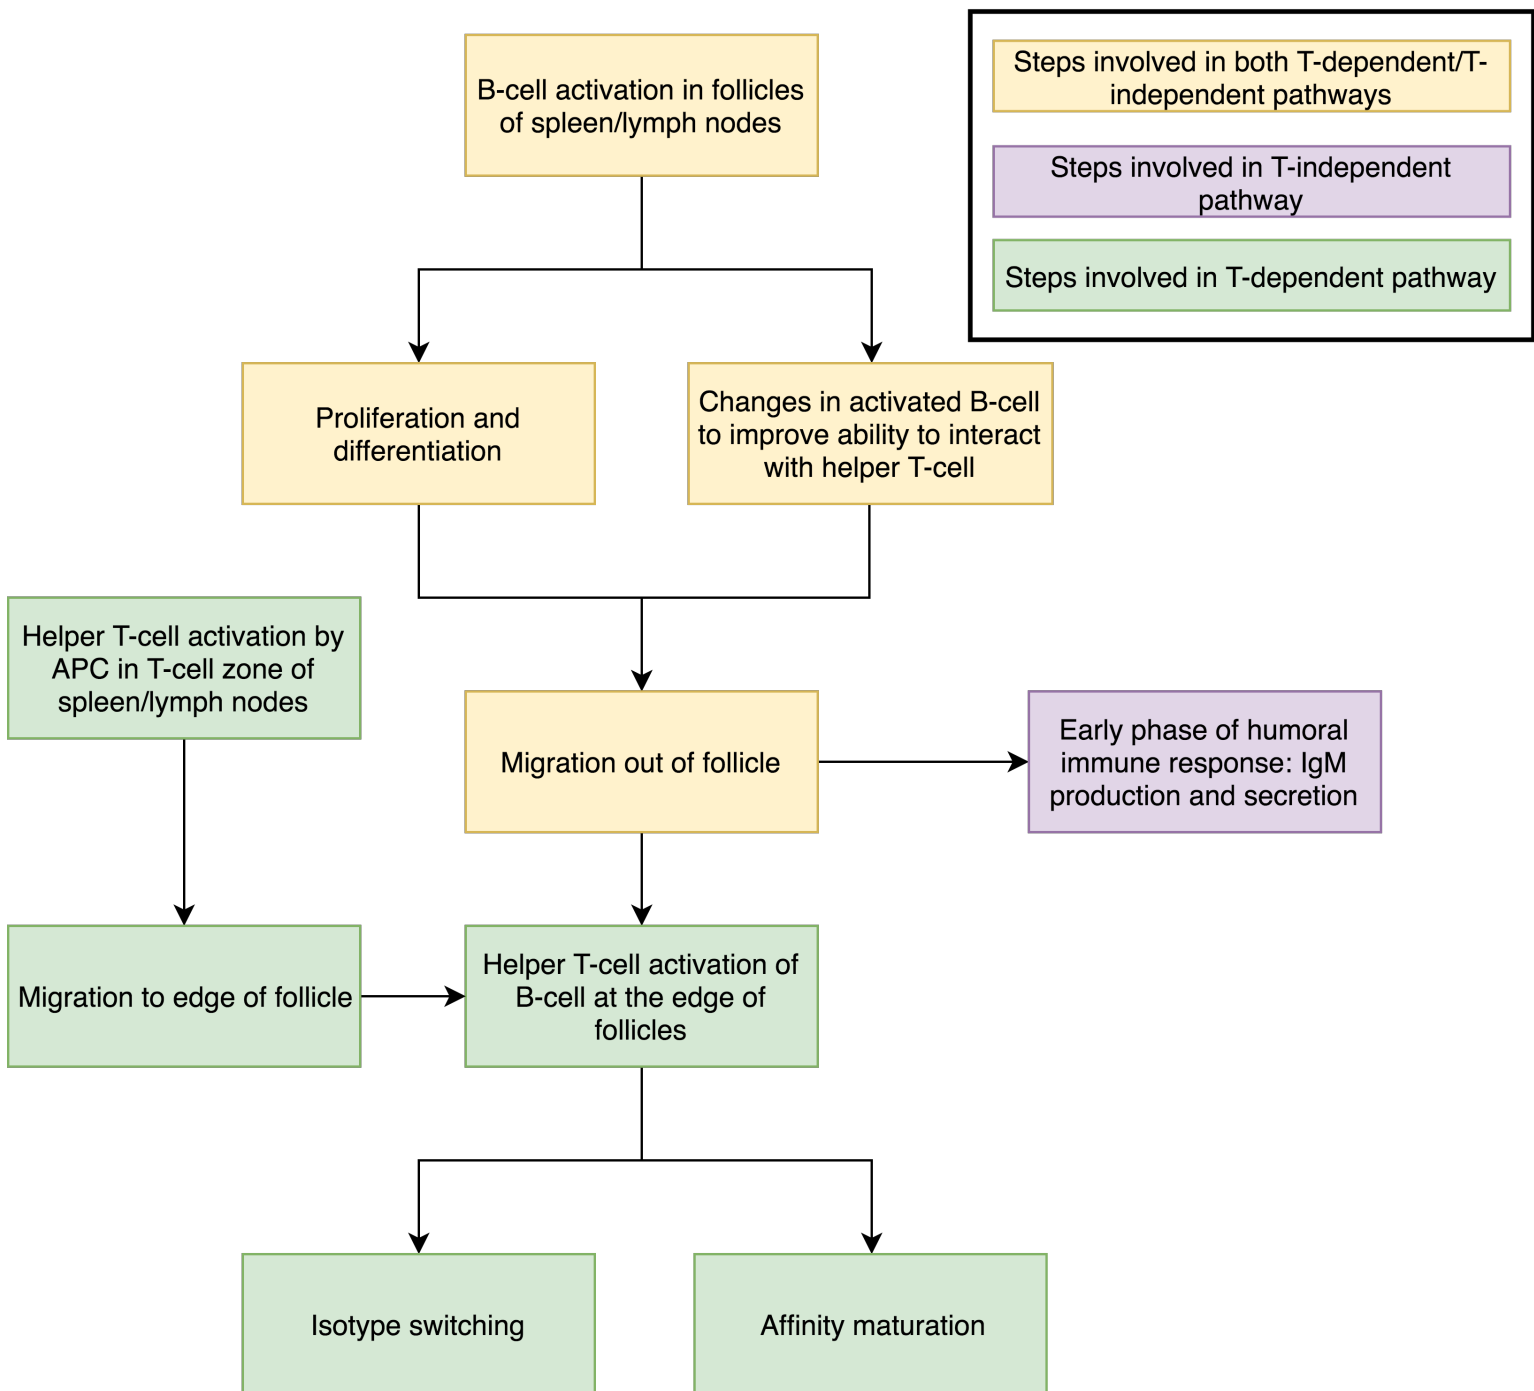 B-cell activation in follicles
of spleen/lymph nodes
Steps involved in both T-dependent/T-
independent pathways
Steps involved in T-independent
pathway
Steps involved in T-dependent pathway
Proliferation and
differentiation
Changes in activated B-cell
to improve ability to interact
with helper T-cell
Helper T-cell activation by
APC in T-cell zone of
spleen/lymph nodes
Migration out of follicle
Early phase of humoral
immune response: IgM
production and secretion
Migration to edge of follicle
Helper T-cell activation of
B-cell at the edge of
follicles
Isotype switching
Affinity maturation